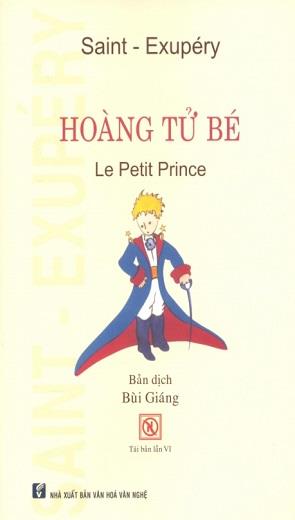 SAINT - EXUPÉRY
Saint - Exupéry
HOÀNG TỬ BÉ
Le Petit Prince
Bản dịch
Bùi Giáng
Tái bản lần VI
NHÀ XUẤT BẢN VĂN HOÁ VĂN NGHỆ